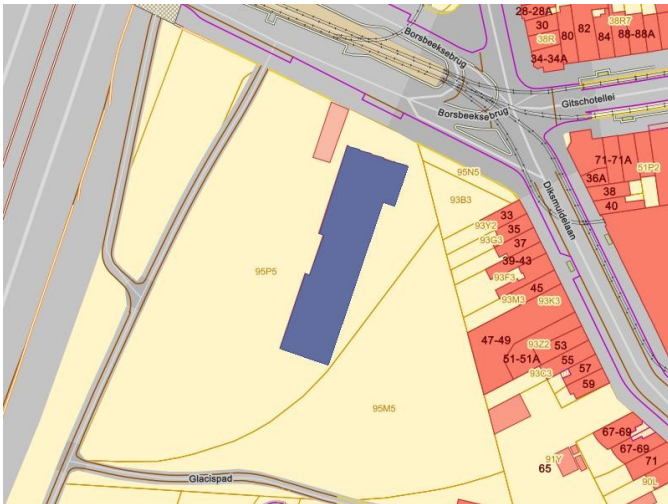 28-28A
38R7
30
82
38R
80
84
88-88A
34-34A
Borsbeeksebrug
Gitschotellei
Borsbeeksebrug
Diksmuidelaan
71-71A
51P2
36A
38
40
95N5
93B3
33
93Y2
35
93G3
37
39-43
93F3
45
93M3
93K3
95P5
47-49
93Z2
53
51-51A
55
93C3
57
59
95M5
67-69
67-69
91Y
65
71
90L
Glacispad